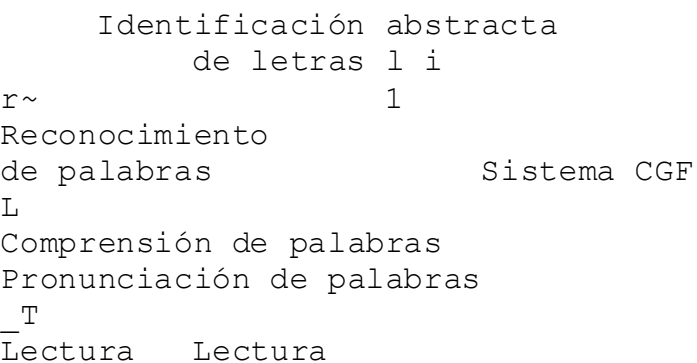 Identificación abstracta
de letras l i
r~ 1
Reconocimiento
de palabras Sistema CGF
L
Comprensión de palabras
Pronunciación de palabras
_T
Lectura Lectura